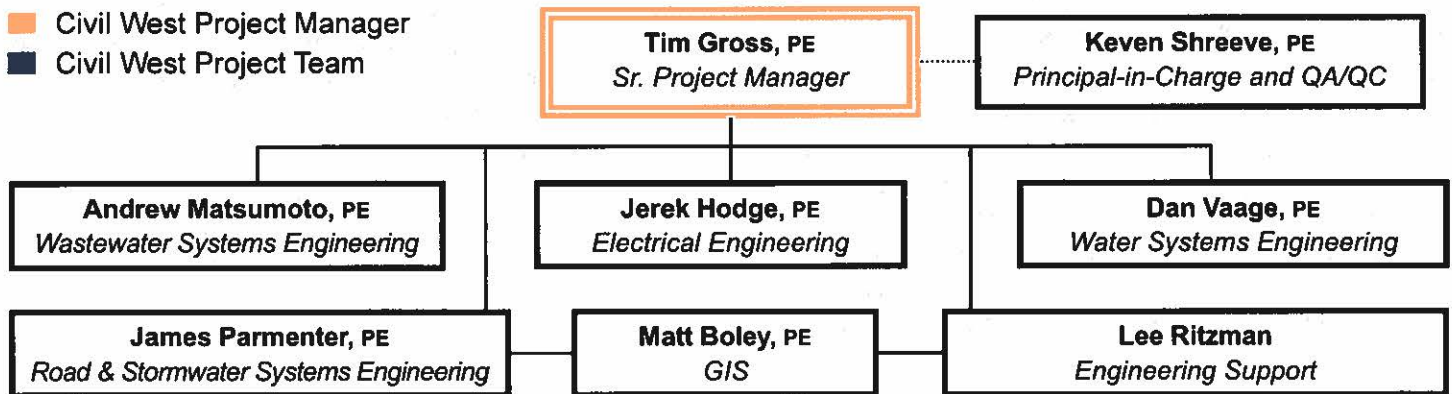 Civil West Project Manager
Civil West Project Team
Tim Gross, PE
Sr. Project Manager
Keven Shreeve, PE
Principal-in-Charge and QA/QC
Andrew Matsumoto, PE
Wastewater Systems Engineering
Jerek Hodge, PE
Electrical Engineering
Dan Vaage, PE
Water Systems Engineering
James Parmenter, PE
Road & Stormwater Systems Engineering
Matt Boley, PE
GIS
Lee Ritzman
Engineering Support